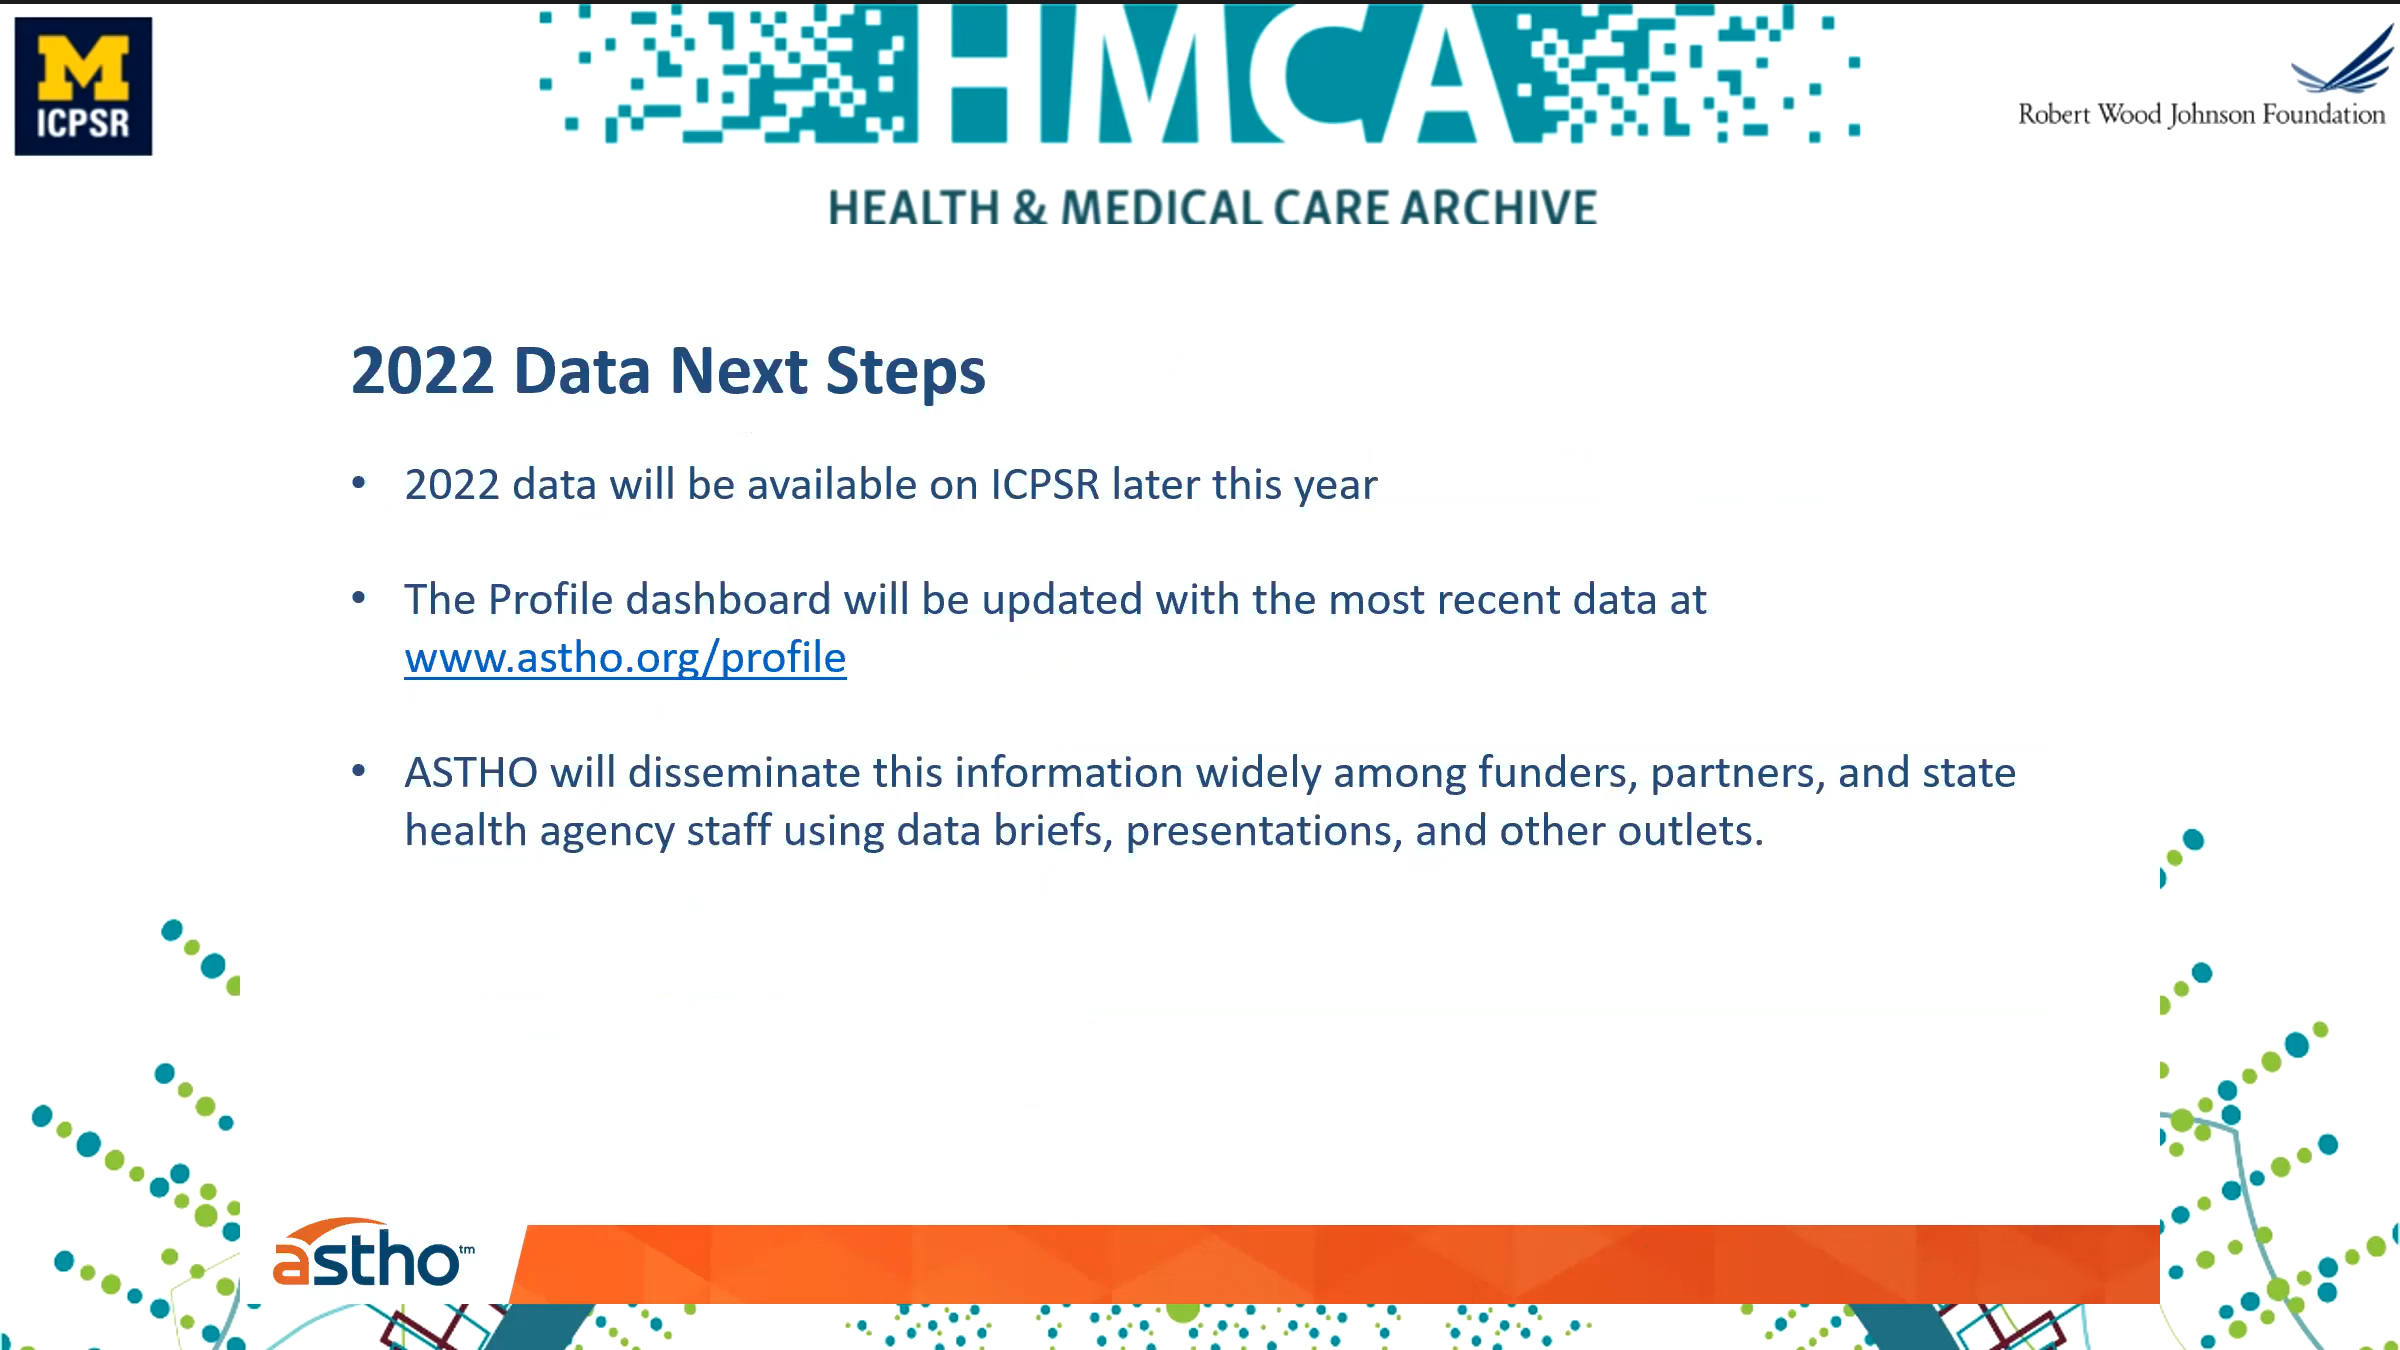 M
ICPSR
HMCA
HEALTH & MEDICAL CARE ARCHIVE
Robert Wood Johnson Foundation
2022 Data Next Steps
• 2022 data will be available on ICPSR later this year
• The Profile dashboard will be updated with the most recent data at
www.astho.org/profile
• ASTHO will disseminate this information widely among funders, partners, and state
health agency staff using data briefs, presentations, and other outlets.
astho™